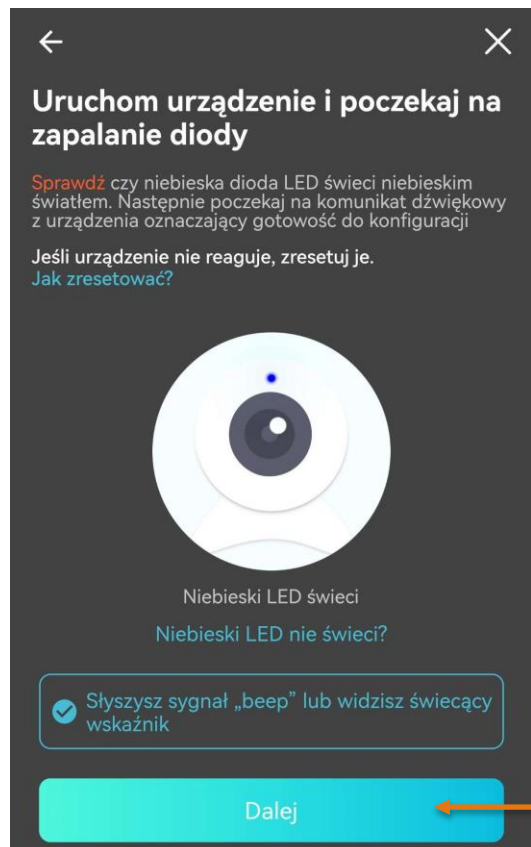 Uruchom urządzenie i poczekaj na
zapalanie diody
Sprawdź czy niebieska dioda LED świeci niebieskim
światłem. Następnie poczekaj na komunikat dźwiękowy
z urządzenia oznaczający gotowość do konfiguracji
Jeśli urządzenie nie reaguje, zresetuj je.
Jak zresetować?
Niebieski LED świeci
Niebieski LED nie świeci?
Słyszysz sygnał „beep” lub widzisz świecący
wskaźnik
Dalej